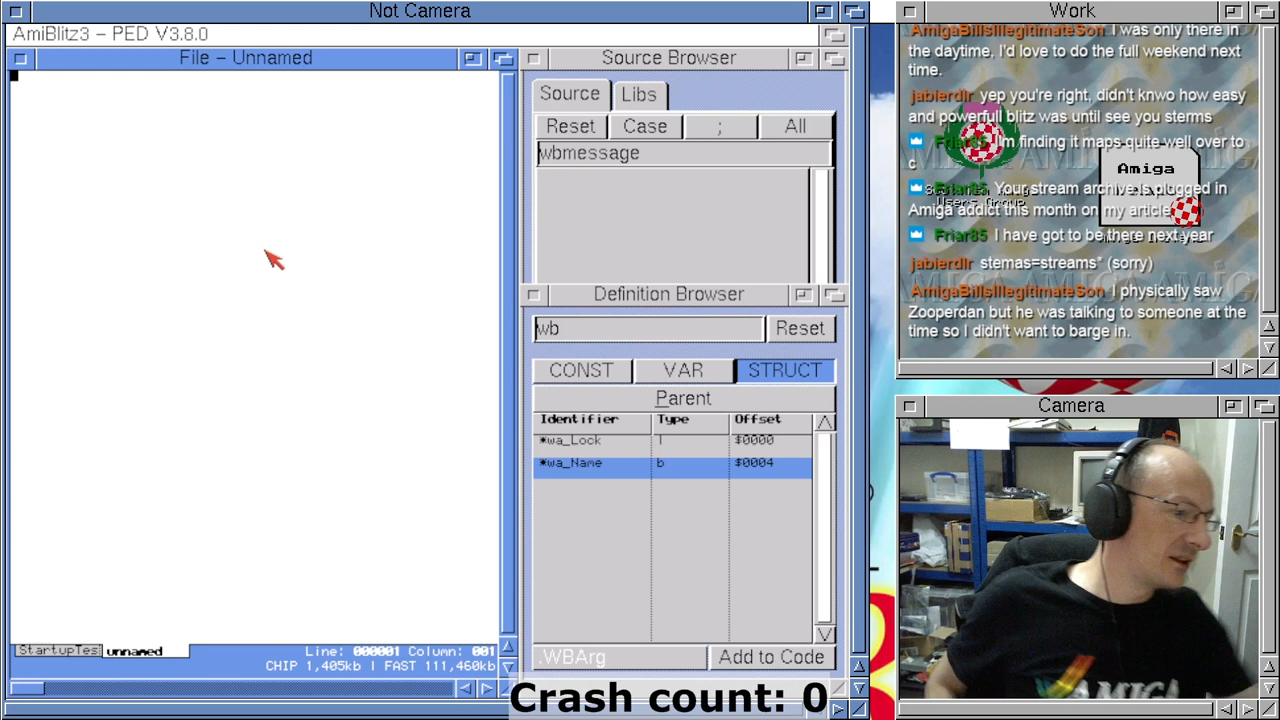 Not Camera
AmiBlitz3 – PED V3.8.0
File – Unnamed
StartupTes
unnamed
Line: 000001 Column: 001
CHIP 1,405kb | FAST 111,460kb
Source Browser
Source
Libs
Reset
Case
;
All
wbmessage
Definition Browser
wb
Reset
CONST
VAR
STRUCT
Parent
Identifier Type Offset
*wa_Lock l $0000
*wa_Name b $0004
.WBArg
Add to Code
Crash count: 0
Work
AmigaBillsIllegitimateSon I was only there in
the daytime, I'd love to do the full weekend next
time.
jabierdlr yep you're right, didn't knwo how easy
and powerfull blitz was until see you sterms
Friar85 I'm finding it maps quite well over to
c
Friar85 Your stream archive is plugged in
Amiga addict this month on my article
Friar85 I have got to be there next year
jabierdlr stemas=streams* (sorry)
AmigaBillsIllegitimateSon I physically saw
Zooperdan but he was talking to someone at the
time so I didn't want to barge in.
Amiga
Users Group
Camera
AMIGA